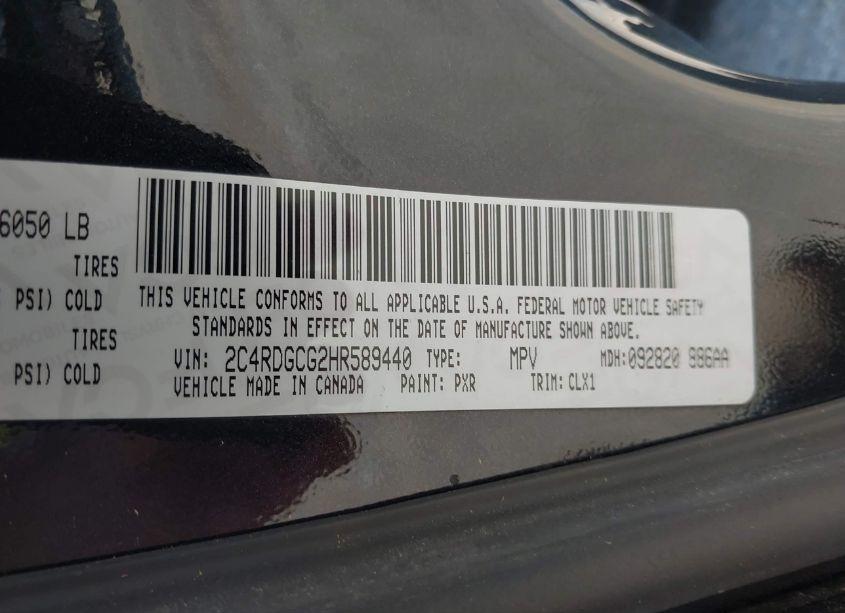 6050 LB
TIRES
PSI) COLD
TIRES
PSI) COLD
THIS VEHICLE CONFORMS TO ALL APPLICABLE U.S.A. FEDERAL MOTOR VEHICLE SAFETY
STANDARDS IN EFFECT ON THE DATE OF MANUFACTURE SHOWN ABOVE.
VIN: 2C4RDGCG2HR589440 TYPE: MPV MDH:092820 986AA
VEHICLE MADE IN CANADA PAINT: PXR TRIM: CLX1